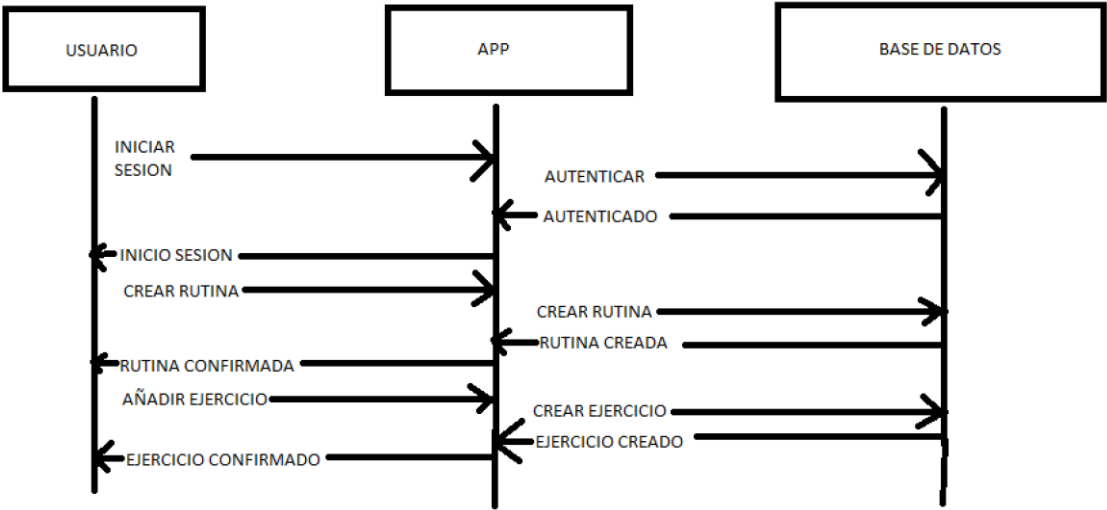 USUARIO
APP
BASE DE DATOS
INICIAR
SESION
AUTENTICAR
AUTENTICADO
INICIO SESION
CREAR RUTINA
CREAR RUTINA
RUTINA CREADA
RUTINA CONFIRMADA
AÑADIR EJERCICIO
CREAR EJERCICIO
EJERCICIO CREADO
EJERCICIO CONFIRMADO